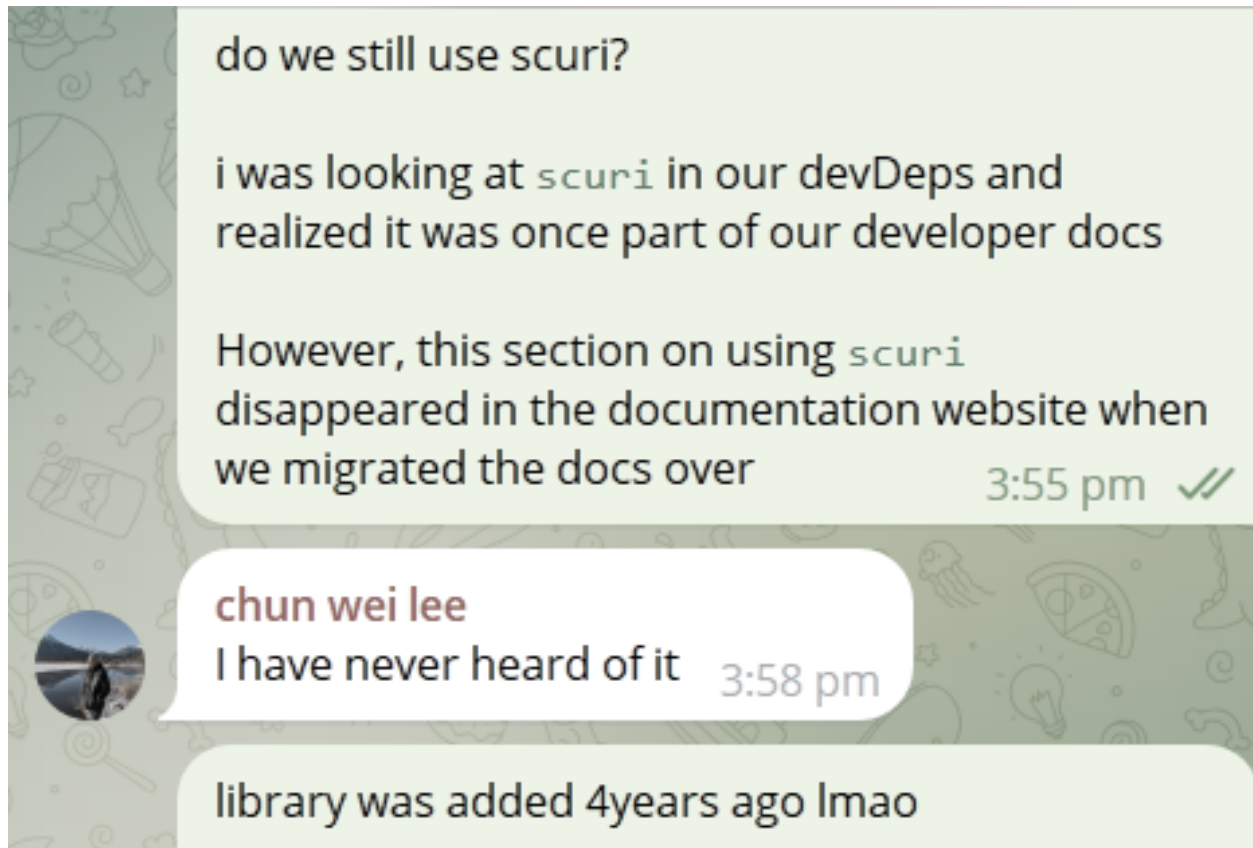 do we still use scuri?
i was looking at scuri in our devDeps and
realized it was once part of our developer docs
However, this section on using scuri
disappeared in the documentation website when
we migrated the docs over
3:55 pm
chun wei lee
I have never heard of it
3:58 pm
library was added 4years ago lmao